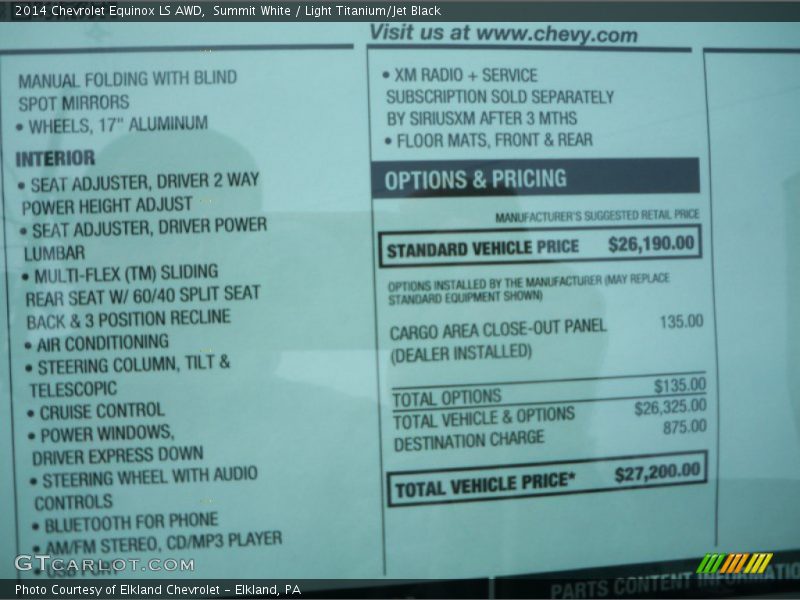 2014 Chevrolet Equinox LS AWD,  Summit White / Light Titanium/Jet Black
MANUAL FOLDING WITH BLIND
SPOT MIRRORS
• WHEELS, 17" ALUMINUM
INTERIOR
• SEAT ADJUSTER, DRIVER 2 WAY
POWER HEIGHT ADJUST
• SEAT ADJUSTER, DRIVER POWER
LUMBAR
• MULTI-FLEX (TM) SLIDING
REAR SEAT W/ 60/40 SPLIT SEAT
BACK & 3 POSITION RECLINE
• AIR CONDITIONING
• STEERING COLUMN, TILT &
TELESCOPIC
• CRUISE CONTROL
• POWER WINDOWS,
DRIVER EXPRESS DOWN
• STEERING WHEEL WITH AUDIO
CONTROLS
• BLUETOOTH FOR PHONE
• AM/FM STEREO, CD/MP3 PLAYER
• USB PORT
Visit us at www.chevy.com
• XM RADIO + SERVICE
SUBSCRIPTION SOLD SEPARATELY
BY SIRIUSXM AFTER 3 MTHS
• FLOOR MATS, FRONT & REAR
OPTIONS & PRICING
MANUFACTURER'S SUGGESTED RETAIL PRICE
STANDARD VEHICLE PRICE $26,190.00
OPTIONS INSTALLED BY THE MANUFACTURER (MAY REPLACE
STANDARD EQUIPMENT SHOWN)
CARGO AREA CLOSE-OUT PANEL 135.00
(DEALER INSTALLED)
TOTAL OPTIONS $135.00
TOTAL VEHICLE & OPTIONS $26,325.00
DESTINATION CHARGE 875.00
TOTAL VEHICLE PRICE* $27,200.00
PARTS CONTENT INFORMATIO
GTcarlot.com
Photo Courtesy of Elkland Chevrolet – Elkland, PA